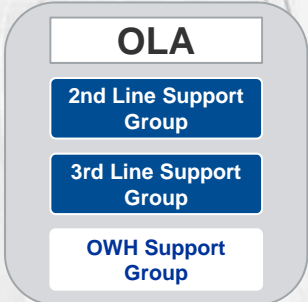 OLA
2nd Line Support
Group
3rd Line Support
Group
OWH Support
Group